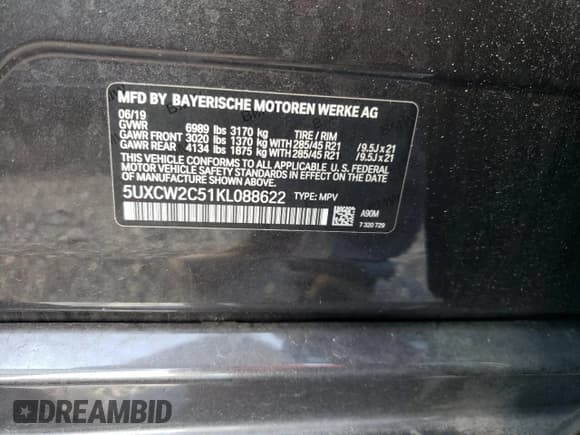 MFD BY BAYERISCHE MOTOREN WERKE AG
06/19
GVWR 6989 lbs 3170 kg TIRE / RIM
GAWR FRONT 3020 lbs 1370 kg WITH 285/45 R21 /9.5J x 21
GAWR REAR 4134 lbs 1875 kg WITH 285/45 R21 /9.5J x 21
THIS VEHICLE CONFORMS TO ALL APPLICABLE U.S. FEDERAL
MOTOR VEHICLE SAFETY STANDARDS IN EFFECT ON THE
DATE OF MANUFACTURE SHOWN ABOVE.
5UXCW2C51KL088622 TYPE: MPV
A90M
7 320 729
DREAMBID